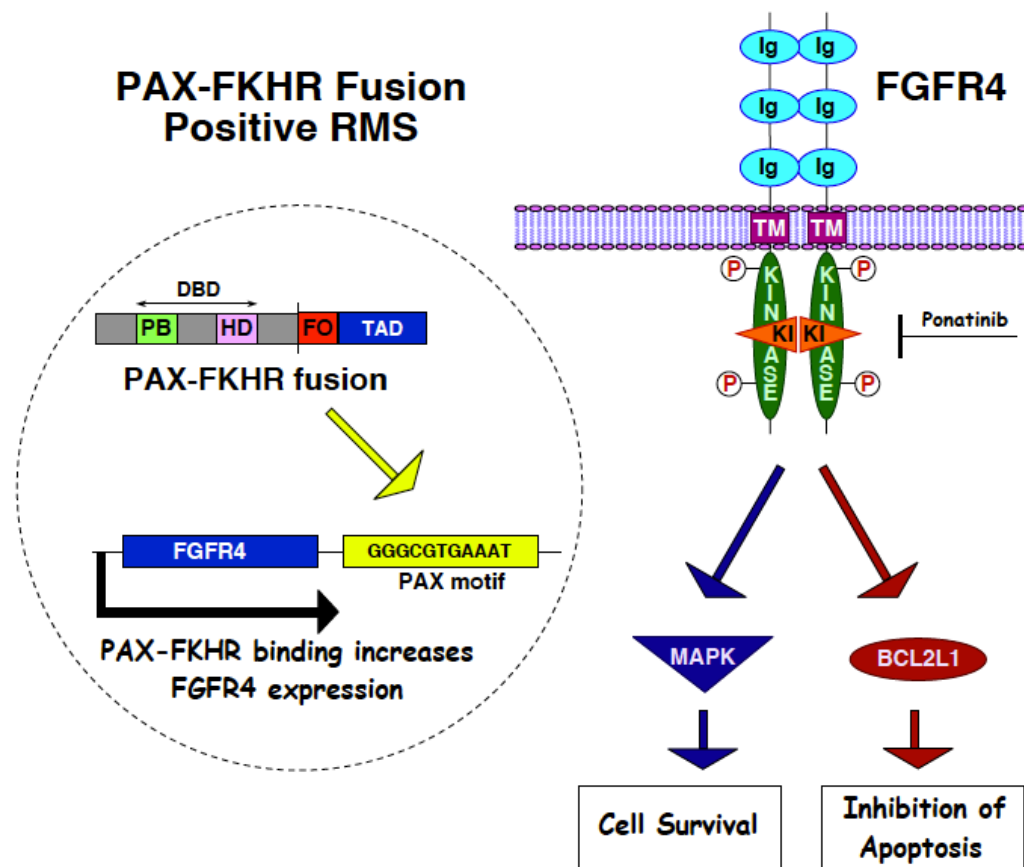 PAX-FKHR Fusion
Positive RMS
FGFR4
Ig Ig
Ig Ig
Ig Ig
TM TM
P P
KINASE KINASE
KI KI
P P
Ponatinib
DBD
PB HD FO TAD
PAX-FKHR fusion
FGFR4 GGGCGTGAAAT
PAX motif
PAX-FKHR binding increases
FGFR4 expression
MAPK BCL2L1
Cell Survival
Inhibition of
Apoptosis